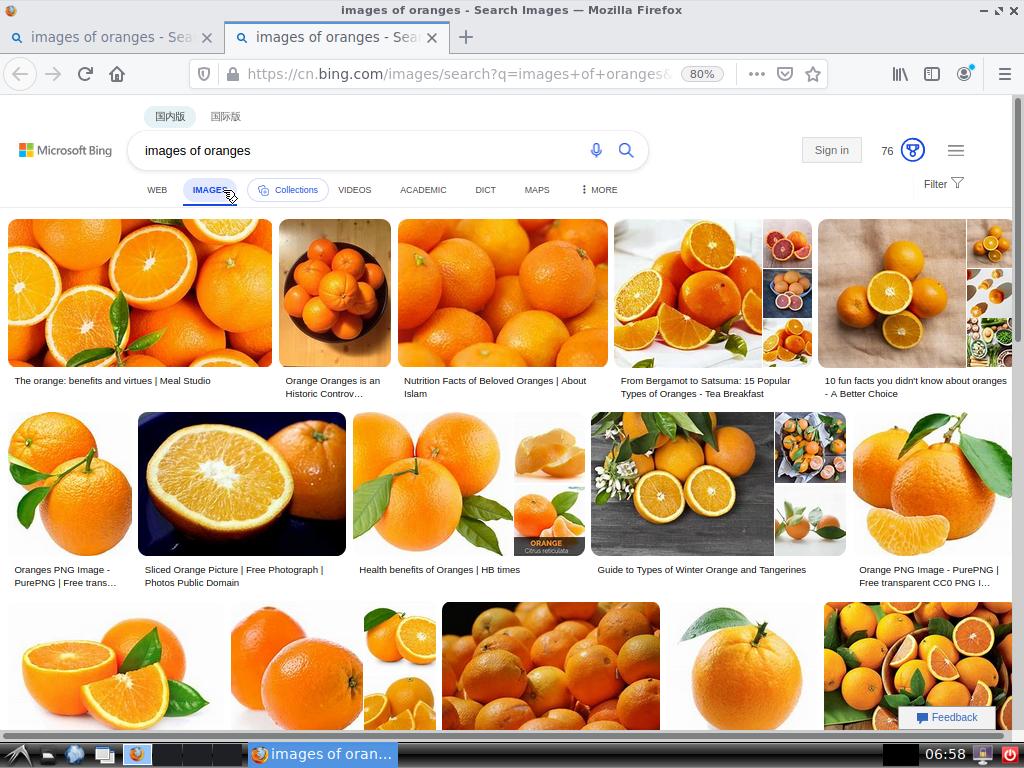 images of oranges - Search Images — Mozilla Firefox
images of oranges - Sea
images of oranges - Sear
https://cn.bing.com/images/search?q=images+of+oranges&
80%
国内版
国际版
Microsoft Bing
images of oranges
Sign in
76
WEB
IMAGES
Collections
VIDEOS
ACADEMIC
DICT
MAPS
MORE
Filter
The orange: benefits and virtues | Meal Studio
Orange Oranges is an
Historic Controv…
Nutrition Facts of Beloved Oranges | About
Islam
From Bergamot to Satsuma: 15 Popular
Types of Oranges - Tea Breakfast
10 fun facts you didn't know about oranges
- A Better Choice
ORANGE
Citrus reticulata
Oranges PNG Image -
PurePNG | Free trans…
Sliced Orange Picture | Free Photograph |
Photos Public Domain
Health benefits of Oranges | HB times
Guide to Types of Winter Orange and Tangerines
Orange PNG Image - PurePNG |
Free transparent CC0 PNG I…
Feedback
images of oran…
06:58